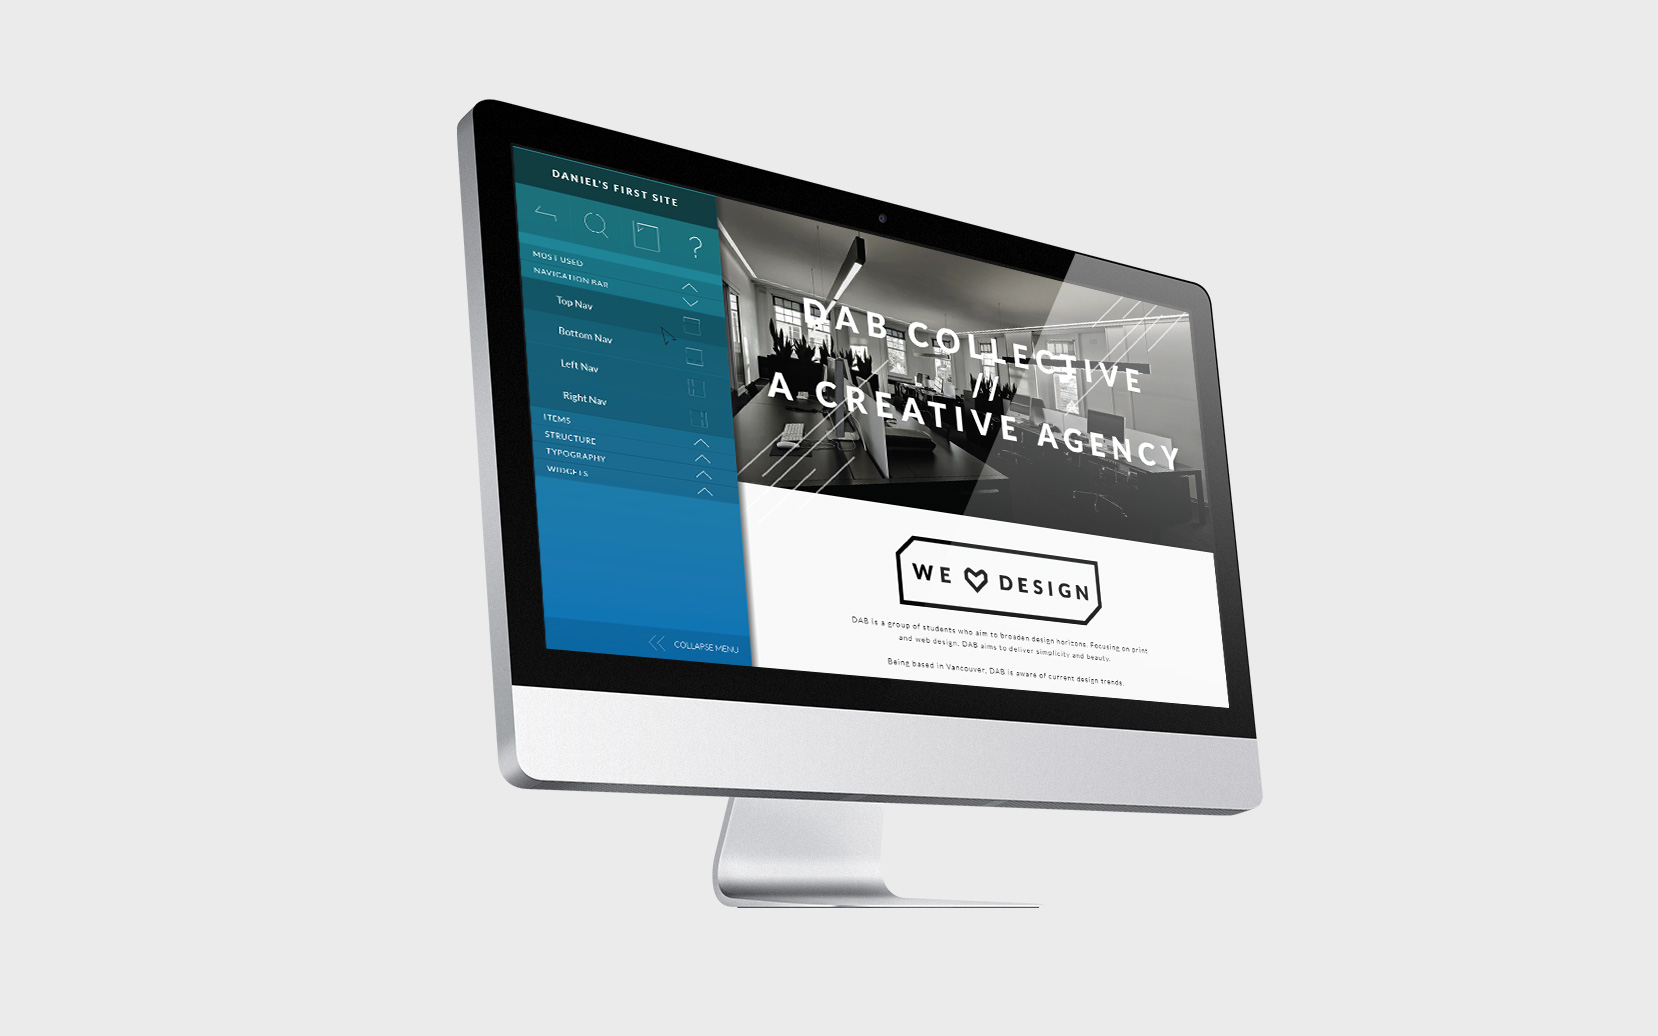 DANIEL'S FIRST SITE
?
MOST USED
NAVIGATION BAR
Top Nav
Bottom Nav
Left Nav
Right Nav
ITEMS
STRUCTURE
TYPOGRAPHY
WIDGETS
COLLAPSE MENU
DAB COLLECTIVE
//
A CREATIVE AGENCY
WE DESIGN
DAB is a group of students who aim to broaden design horizons. Focusing on print
and web design, DAB aims to deliver simplicity and beauty.
Being based in Vancouver, DAB is aware of current design trends.